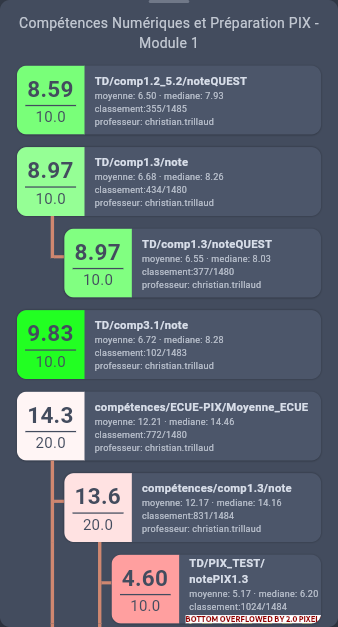 Compétences Numériques et Préparation PIX -
Module 1
8.59
10.0
TD/comp1.2_5.2/noteQUEST
moyenne: 6.50 · mediane: 7.93
classement:355/1485
professeur: christian.trillaud
8.97
10.0
TD/comp1.3/note
moyenne: 6.68 · mediane: 8.26
classement:434/1480
professeur: christian.trillaud
8.97
10.0
TD/comp1.3/noteQUEST
moyenne: 6.55 · mediane: 8.03
classement:377/1480
professeur: christian.trillaud
9.83
10.0
TD/comp3.1/note
moyenne: 6.72 · mediane: 8.28
classement:102/1483
professeur: christian.trillaud
14.3
20.0
compétences/ECUE-PIX/Moyenne_ECUE
moyenne: 12.21 · mediane: 14.46
classement:772/1480
professeur: christian.trillaud
13.6
20.0
compétences/comp1.3/note
moyenne: 12.17 · mediane: 14.16
classement:831/1484
professeur: christian.trillaud
4.60
10.0
TD/PIX_TEST/
notePIX1.3
moyenne: 5.17 · mediane: 6.20
classement:1024/1484
BOTTOM OVERFLOWED BY 2.0 PIXEL